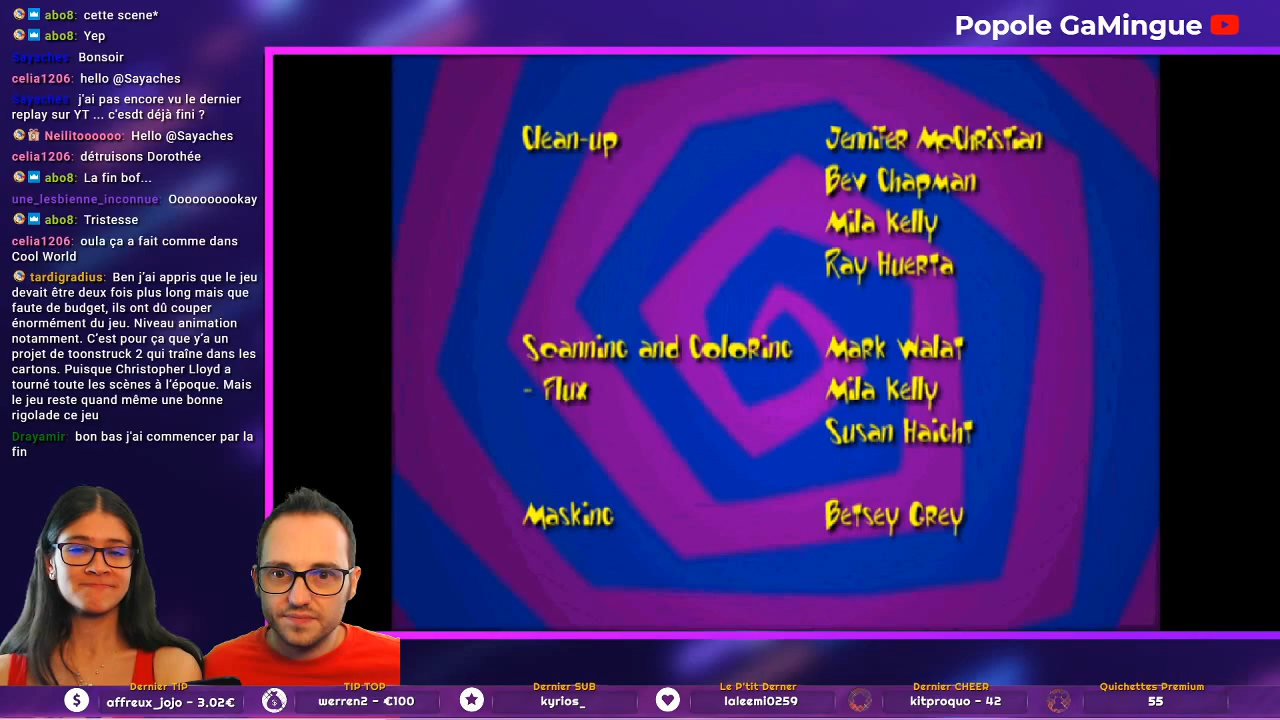 abo8: cette scene*
abo8: Yep
Sayaches: Bonsoir
celia1206: hello @Sayaches
Sayaches: j'ai pas encore vu le dernier
replay sur YT ... c'esdt déjà fini ?
Neilitoooooo: Hello @Sayaches
celia1206: détruisons Dorothée
abo8: La fin bof...
une_lesbienne_inconnue: Oooooooookay
abo8: Tristesse
celia1206: oula ça a fait comme dans
Cool World
tardigradius: Ben j'ai appris que le jeu
devait être deux fois plus long mais que
faute de budget, ils ont dû couper
énormément du jeu. Niveau animation
notamment. C'est pour ça que y'a un
projet de toonstruck 2 qui traîne dans les
cartons. Puisque Christopher Lloyd a
tourné toute les scènes à l'époque. Mais
le jeu reste quand même une bonne
rigolade ce jeu
Drayamir: bon bas j'ai commencer par la
fin
Popole GaMingue
Clean-up Jennifer McChristian
Bev Chapman
Mila Kelly
Ray Huerta
Scanning and Coloring Mark Walat
- Flux Mila Kelly
Susan Haight
Masking Betsey Grey
Dernier TIP
affreux_jojo - 3.02€
TIP TOP
werren2 - €100
Dernier SUB
kyrios_
Le P'tit Derner
laleemi0259
Dernier CHEER
kitproquo - 42
Quichettes Premium
55